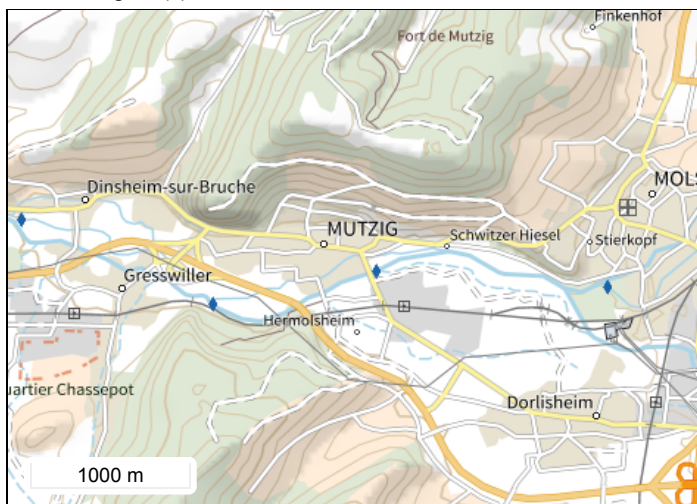 Finkenhof
Fort de Mutzig
MOLS
Dinsheim-sur-Bruche
MUTZIG
Schwitzer Hiesel
Stierkopf
Gresswiller
Hermolsheim
uartier Chassepot
Dorlisheim
1000 m